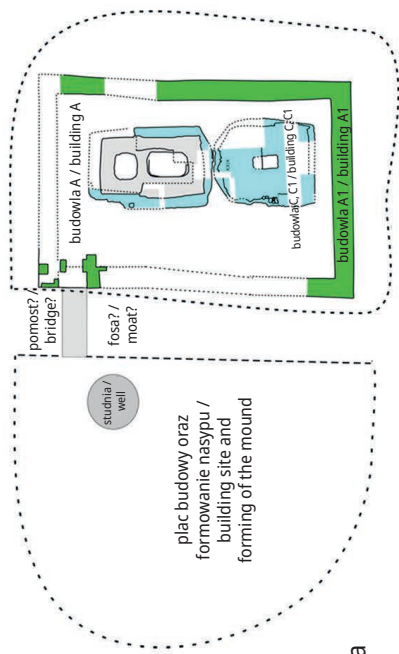 budowla A / building A
budowla C, C1 / building C, C1
budowla A1 / building A1
pomost? /
bridge?
fosa? /
moat?
studnia /
well
plac budowy oraz
formowanie nasypu /
building site and
forming of the mound
a